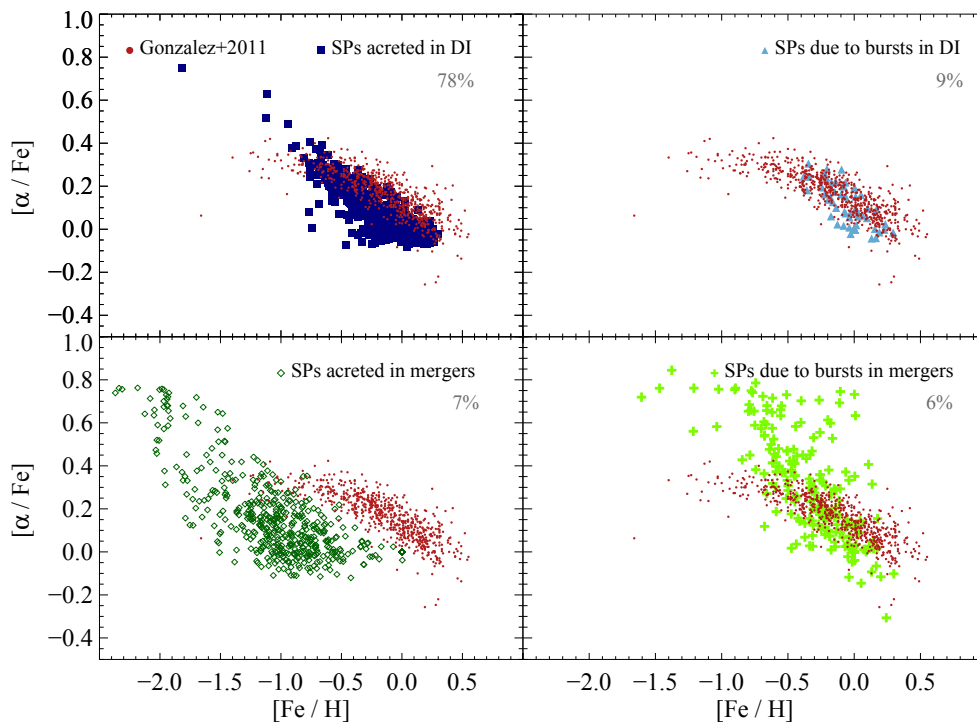 Gonzalez+2011
SPs acreted in DI
78%
SPs due to bursts in DI
9%
1.0
0.8
0.6
0.4
0.2
0.0
−0.2
−0.4
[α / Fe]
SPs acreted in mergers
7%
SPs due to bursts in mergers
6%
1.0
0.8
0.6
0.4
0.2
0.0
−0.2
−0.4
[α / Fe]
−2.0 −1.5 −1.0 −0.5 0.0 0.5
−2.0 −1.5 −1.0 −0.5 0.0 0.5
[Fe / H]
[Fe / H]